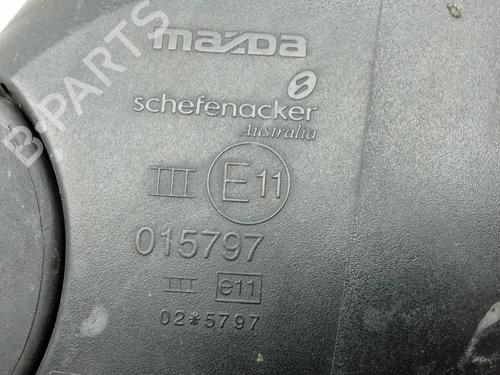 B-PARTS
mazda
schefenacker
Australia
III E11
015797
III e11
02*5797